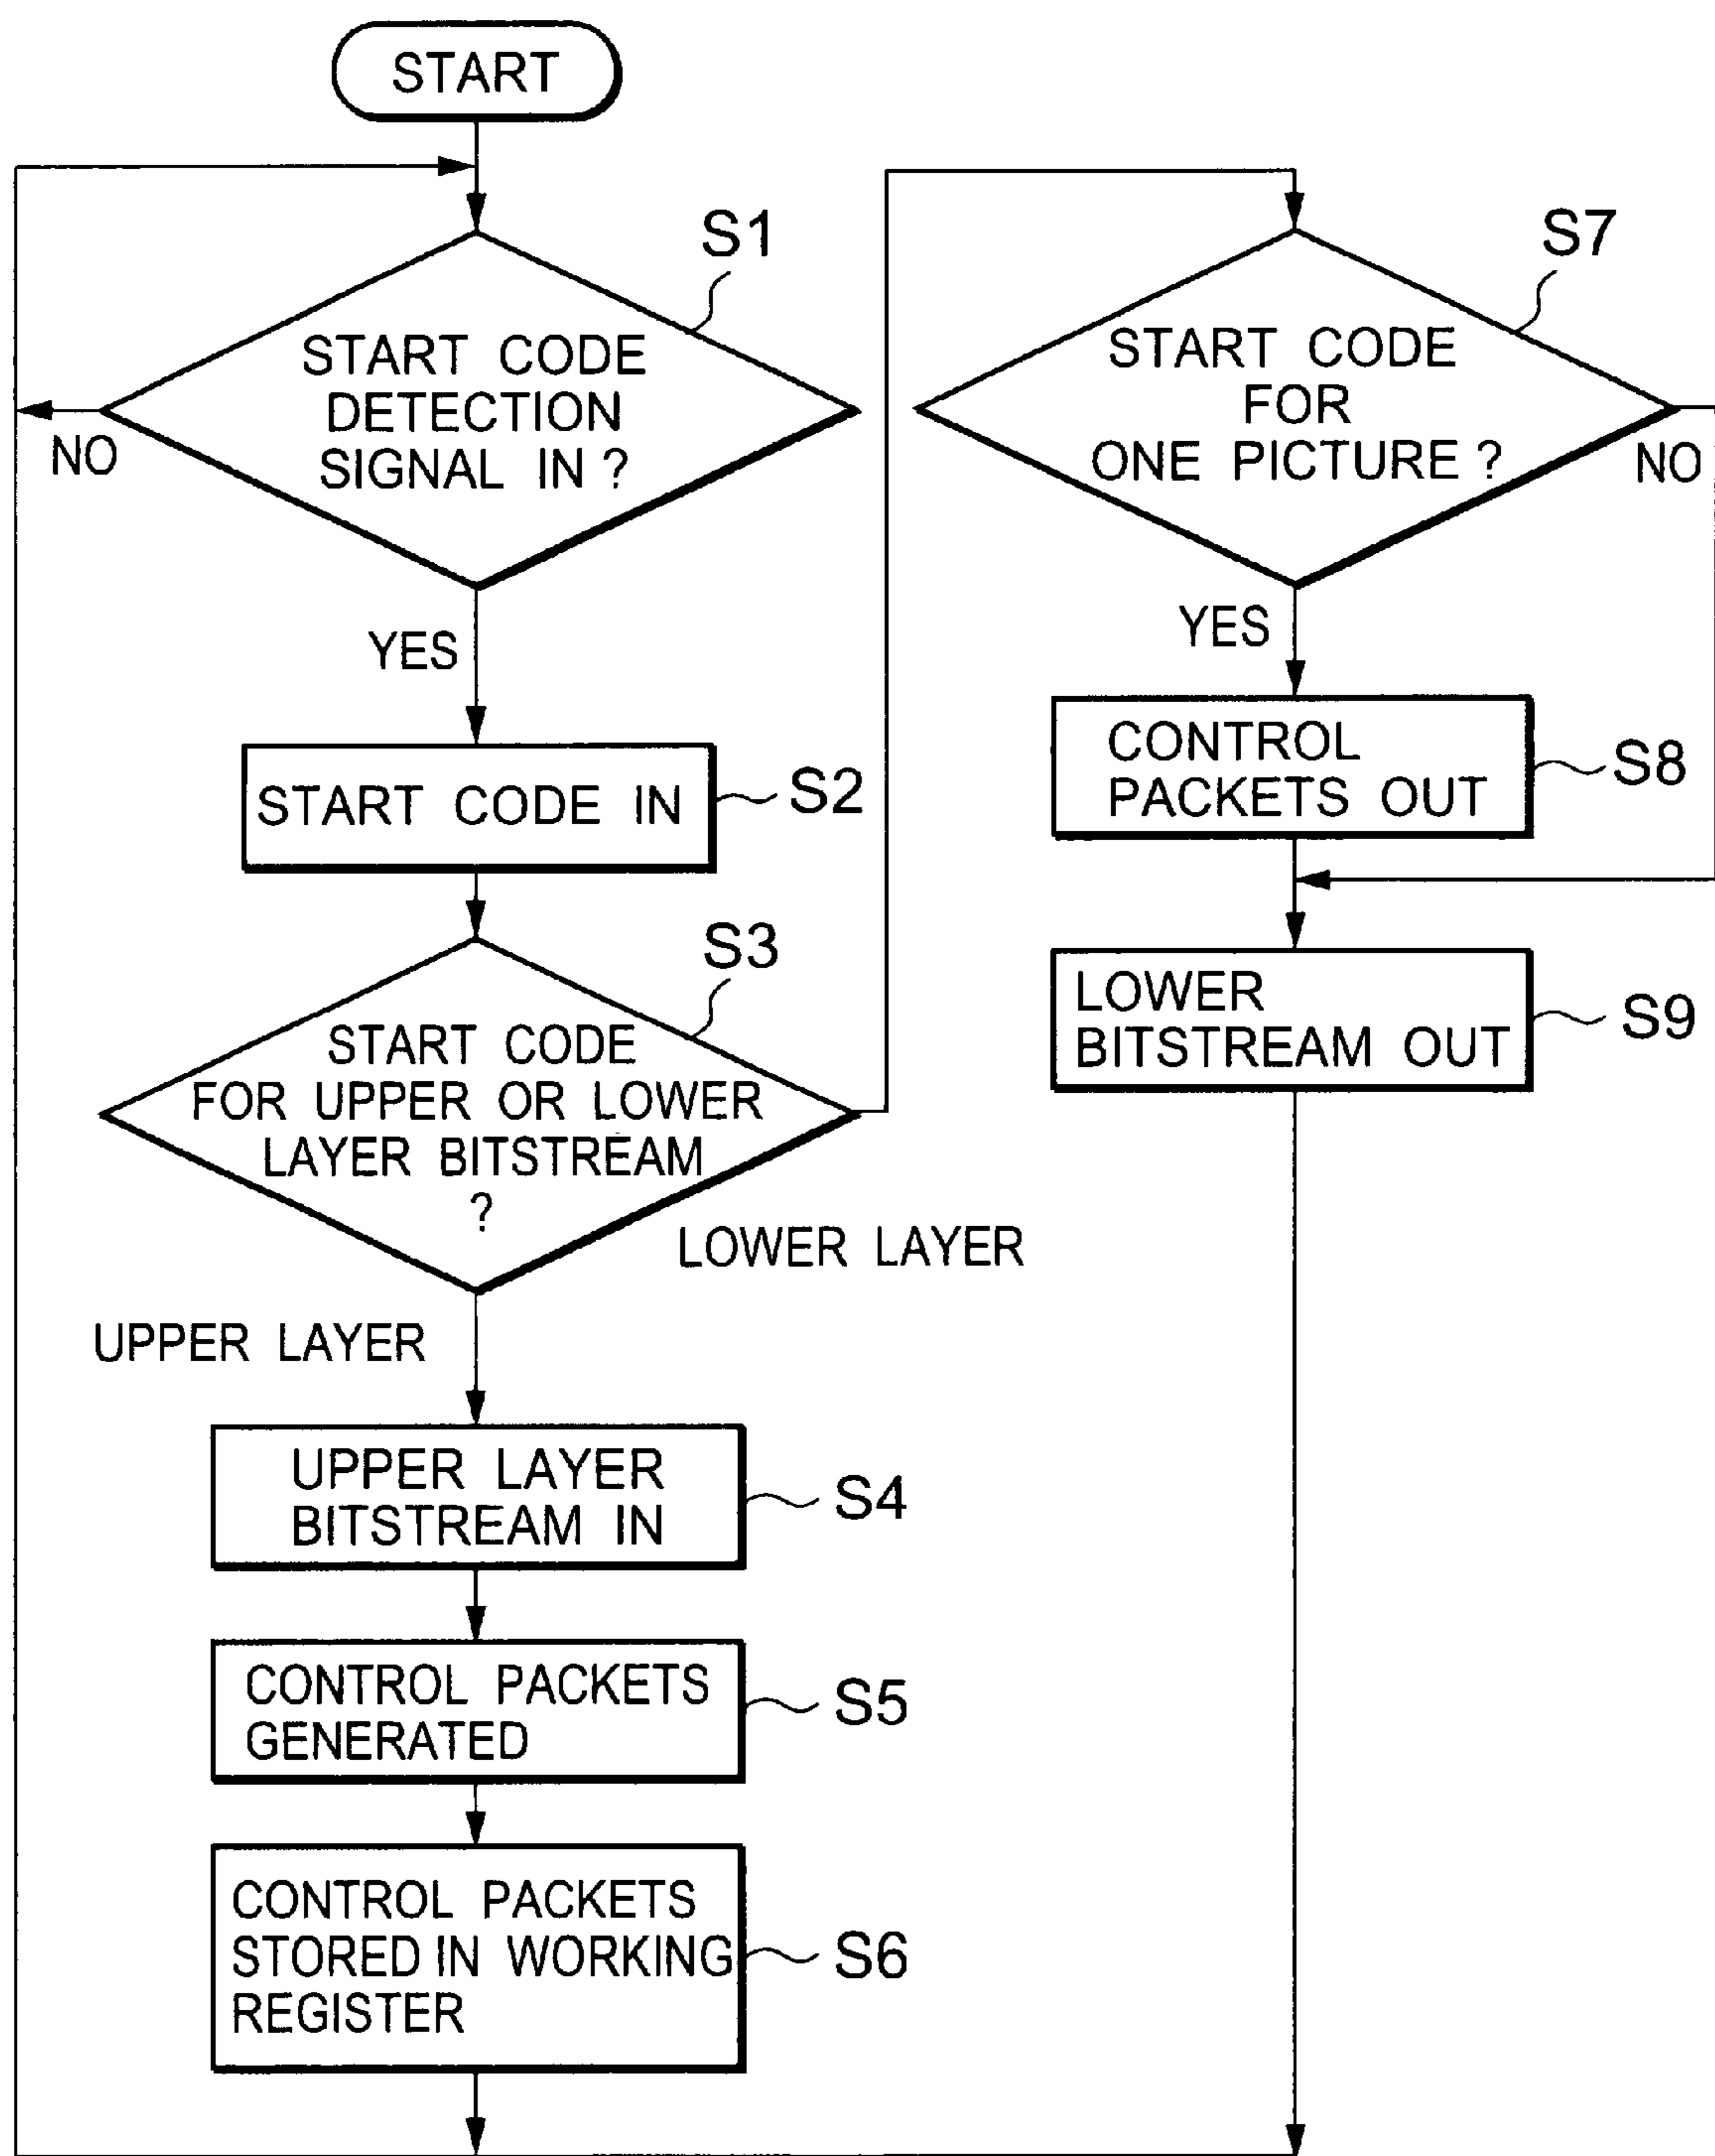 START
S1
START CODE
DETECTION
SIGNAL IN ?
NO
YES
START CODE IN
S2
S3
START CODE
FOR UPPER OR LOWER
LAYER BITSTREAM
?
LOWER LAYER
UPPER LAYER
UPPER LAYER
BITSTREAM IN
S4
CONTROL PACKETS
GENERATED
S5
CONTROL PACKETS
STORED IN WORKING
REGISTER
S6
S7
START CODE
FOR
ONE PICTURE ?
NO
YES
CONTROL
PACKETS OUT
S8
LOWER
BITSTREAM OUT
S9